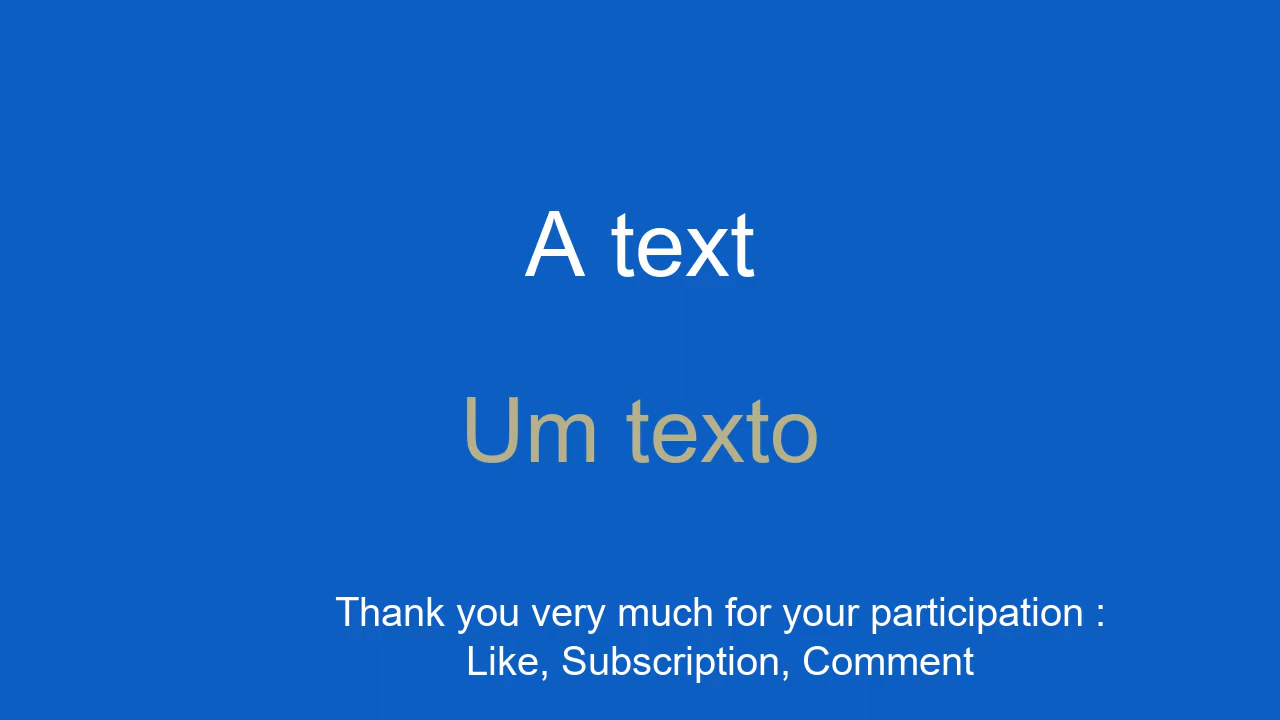 A text
Um texto
Thank you very much for your participation :
Like, Subscription, Comment